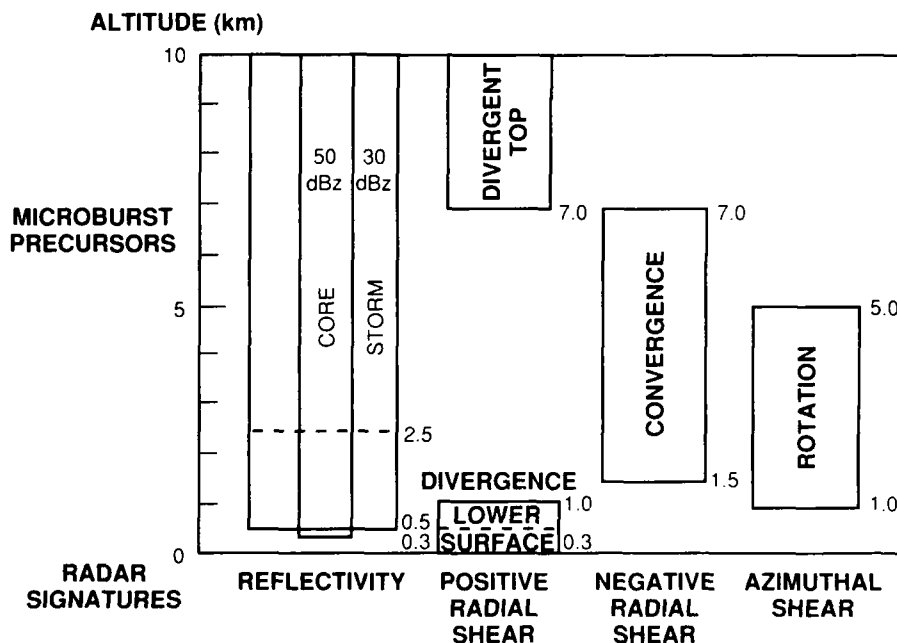 ALTITUDE (km)
10
50
dBz
30
dBz
DIVERGENT
TOP
7.0
7.0
MICROBURST
PRECURSORS
5
CORE
STORM
CONVERGENCE
5.0
ROTATION
2.5
DIVERGENCE
1.5
1.0
1.0
LOWER
0.5
0.3
SURFACE
0.3
0
RADAR
SIGNATURES
REFLECTIVITY
POSITIVE
RADIAL
SHEAR
NEGATIVE
RADIAL
SHEAR
AZIMUTHAL
SHEAR